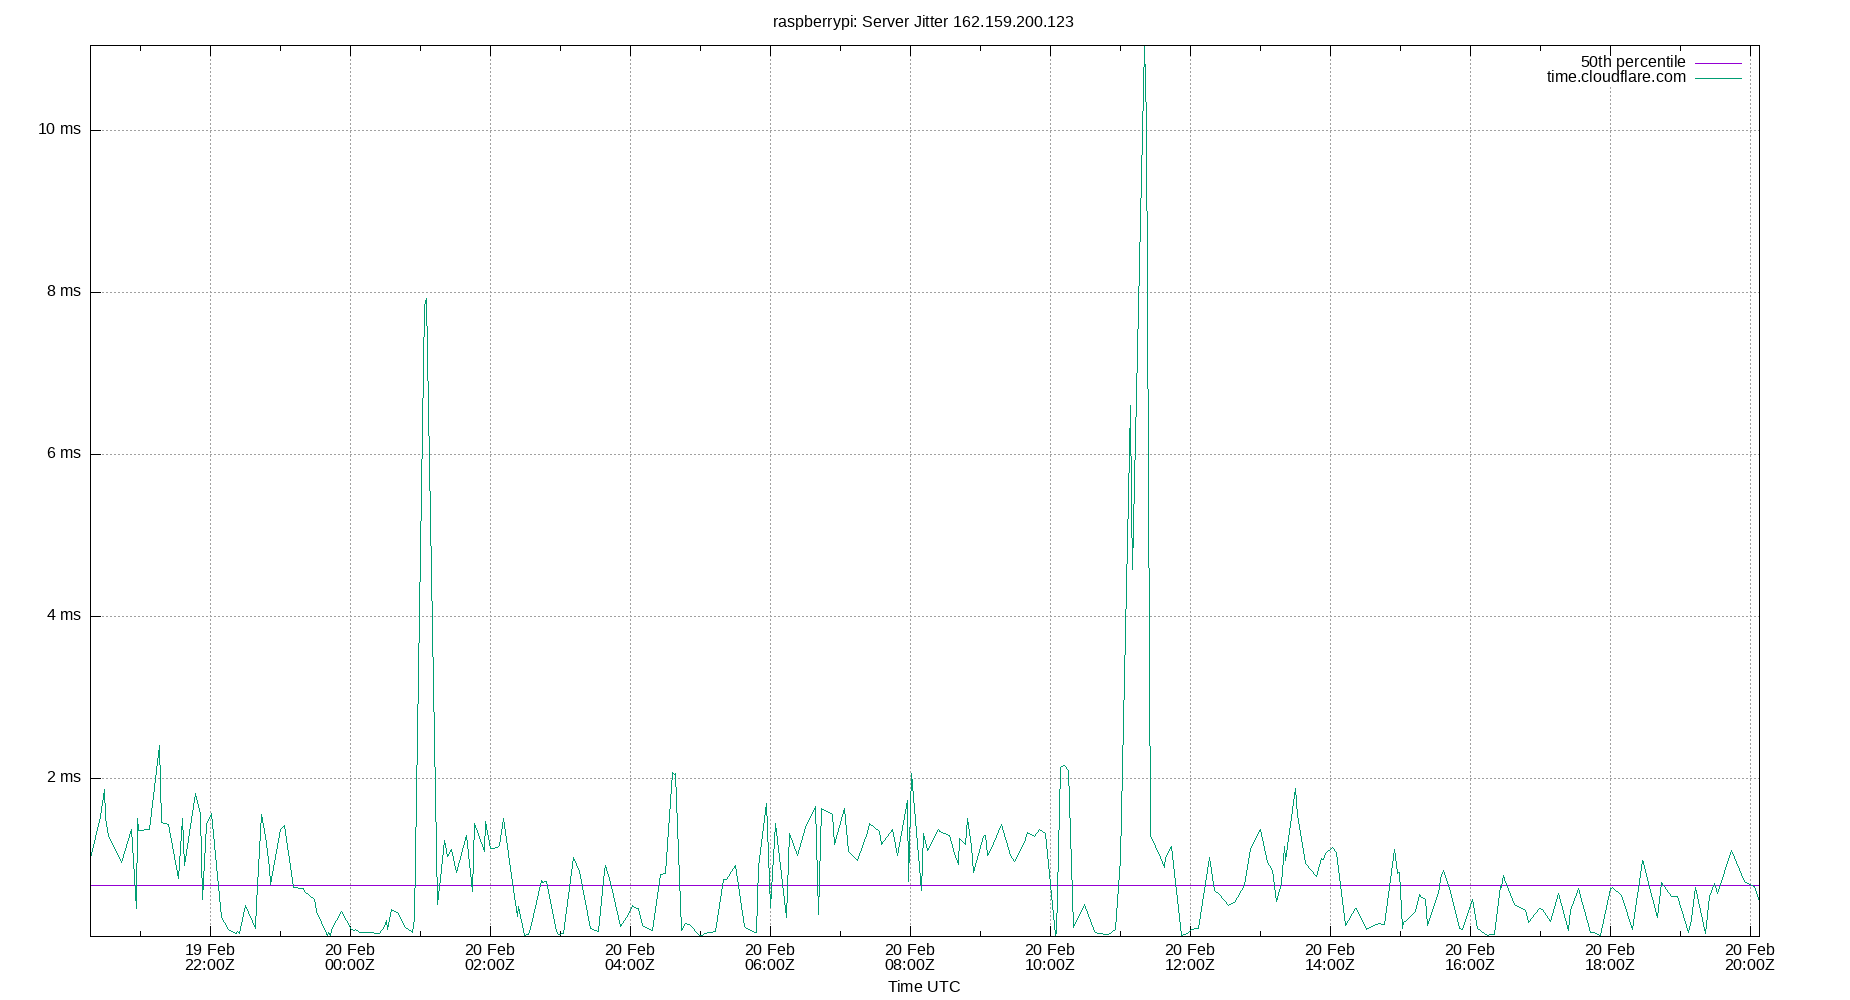 raspberrypi: Server Jitter 162.159.200.123
50th percentile
time.cloudflare.com
10 ms
8 ms
6 ms
4 ms
2 ms
19 Feb 20 Feb 20 Feb 20 Feb 20 Feb 20 Feb 20 Feb 20 Feb 20 Feb 20 Feb 20 Feb 20 Feb
22:00Z 00:00Z 02:00Z 04:00Z 06:00Z 08:00Z 10:00Z 12:00Z 14:00Z 16:00Z 18:00Z 20:00Z
Time UTC